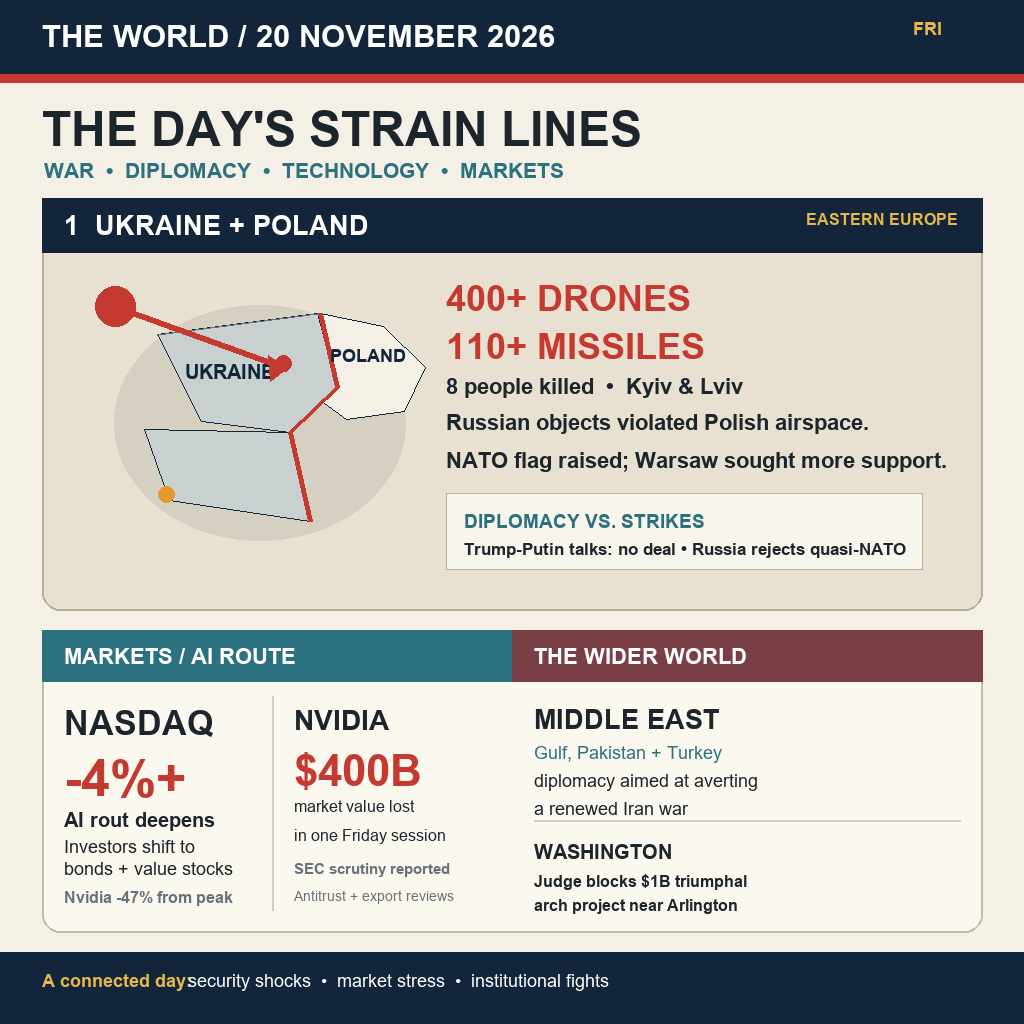 THE WORLD / 20 NOVEMBER 2026
FRI
THE DAY'S STRAIN LINES
WAR • DIPLOMACY • TECHNOLOGY • MARKETS
1 UKRAINE + POLAND
EASTERN EUROPE
UKRAINE
POLAND
400+ DRONES
110+ MISSILES
8 people killed • Kyiv & Lviv
Russian objects violated Polish airspace.
NATO flag raised; Warsaw sought more support.
DIPLOMACY VS. STRIKES
Trump-Putin talks: no deal • Russia rejects quasi-NATO
MARKETS / AI ROUTE
NASDAQ
-4%+
AI rout deepens
Investors shift to
bonds + value stocks
Nvidia -47% from peak
NVIDIA
$400B
market value lost
in one Friday session
SEC scrutiny reported
Antitrust + export reviews
THE WIDER WORLD
MIDDLE EAST
Gulf, Pakistan + Turkey
diplomacy aimed at averting
a renewed Iran war
WASHINGTON
Judge blocks $1B triumphal
arch project near Arlington
A connected day: security shocks • market stress • institutional fights